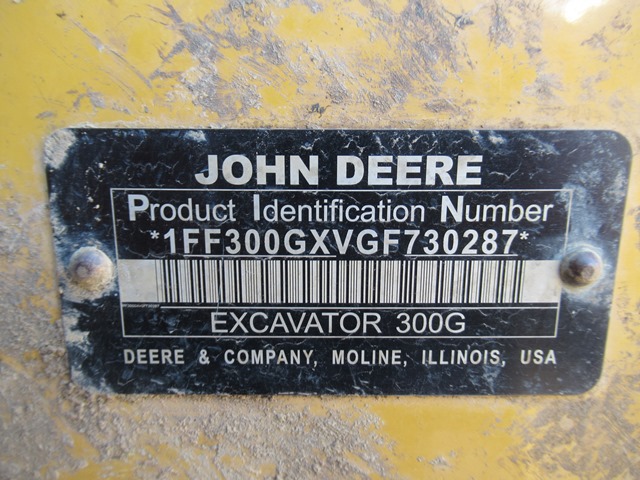 JOHN DEERE
Product Identification Number
*1FF300GXVGF730287*
EXCAVATOR 300G
DEERE & COMPANY, MOLINE, ILLINOIS, USA